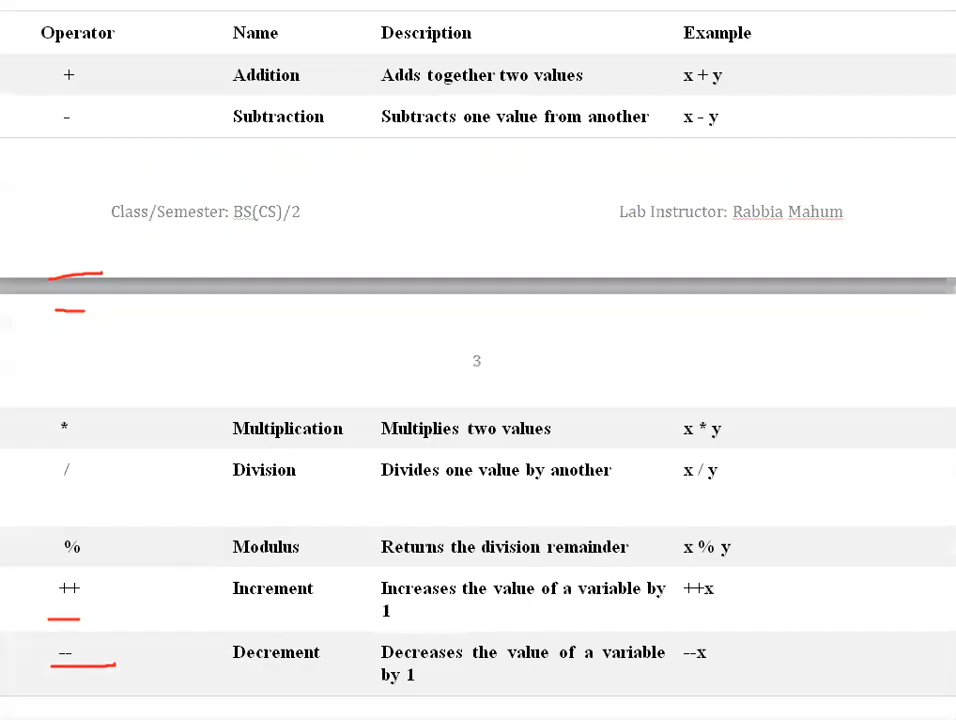 Operator Name Description Example
+ Addition Adds together two values x + y
- Subtraction Subtracts one value from another x - y
Class/Semester: BS(CS)/2 Lab Instructor: Rabbia Mahum
3
* Multiplication Multiplies two values x * y
/ Division Divides one value by another x / y
% Modulus Returns the division remainder x % y
++ Increment Increases the value of a variable by ++x
1
-- Decrement Decreases the value of a variable --x
by 1